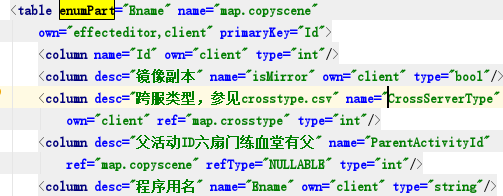 <table enumPart="Ename" name="map.copyscene"
own="effecteditor,client" primaryKey="Id">
<column name="Id" own="client" type="int"/>
<column desc="镜像副本" name="isMirror" own="client" type="bool"/>
<column desc="跨服类型，参见crosstype.csv" name="CrossServerType"
own="client" ref="map.crosstype" type="int"/>
<column desc="父活动ID六扇门练血堂有父" name="ParentActivityId"
ref="map.copyscene" refType="NULLABLE" type="int"/>
<column desc="程序用名" name="Ename" own="client" type="string"/>